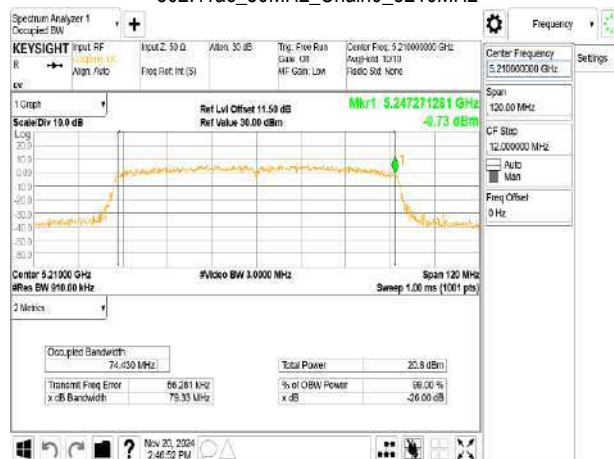 Spectrum Analyzer 1
Occupied BW
Frequency
KEYSIGHT
Input: RF
Input Z: 50 Ω
Atten: 30 dB
Trig: Free Run
Center Freq: 5.210000000 GHz
R
Align: Auto
Freq Ref: Int (S)
Gate: Off
IF Gain: Low
Avg|Hold: 10/10
Radio Std: None
Center Frequency
5.210000000 GHz
Settings
Span
120.00 MHz
CF Step
12.000000 MHz
Auto
Man
Freq Offset
0 Hz
1 Graph
Scale/Div 10.0 dB
Ref Lvl Offset 11.50 dB
Ref Value 30.00 dBm
Mkr1 5.247271281 GHz
-0.73 dBm
Log
20.0
10.0
0.00
-10.0
-20.0
-30.0
-40.0
-50.0
1
Center 5.21000 GHz
#Video BW 3.0000 MHz
Span 120 MHz
#Res BW 910.00 kHz
Sweep 1.00 ms (1001 pts)
2 Metrics
Occupied Bandwidth
74.430 MHz
Total Power
20.8 dBm
Transmit Freq Error
66.281 kHz
% of OBW Power
99.00 %
x dB Bandwidth
79.33 MHz
x dB
-26.00 dB
Nov 20, 2024
2:46:52 PM